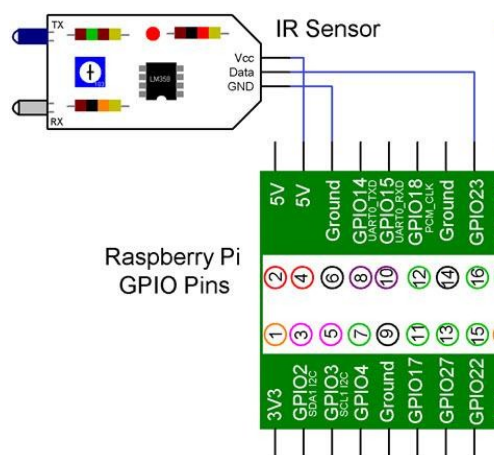 TX
IR Sensor
LM358
Vcc
Data
GND
RX
5V
5V
Ground
GPIO14
UART0_TXD
GPIO15
UART0_RXD
GPIO18
PCM_CLK
Ground
GPIO23
Raspberry Pi
GPIO Pins
2 4 6 8 10 12 14 16
1 3 5 7 9 11 13 15
3V3
GPIO2
SDA1 I2C
GPIO3
SCL1 I2C
GPIO4
Ground
GPIO17
GPIO27
GPIO22